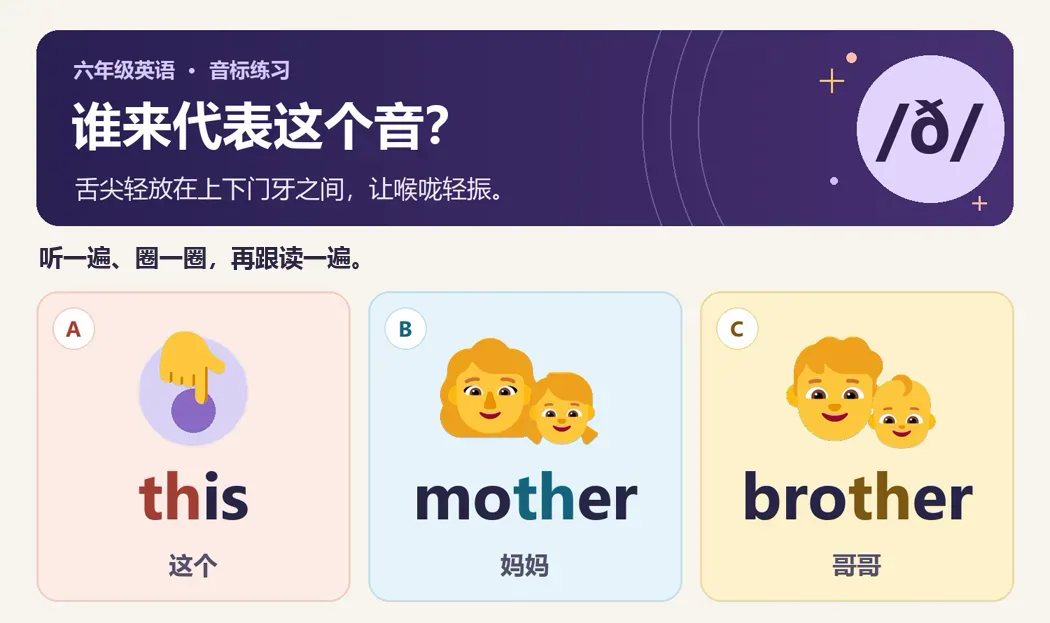 六年级英语 • 音标练习
谁来代表这个音？
/ð/
舌尖轻放在上下门牙之间，让喉咙轻振。
听一遍、圈一圈，再跟读一遍。
A
this
这个
B
mother
妈妈
C
brother
哥哥